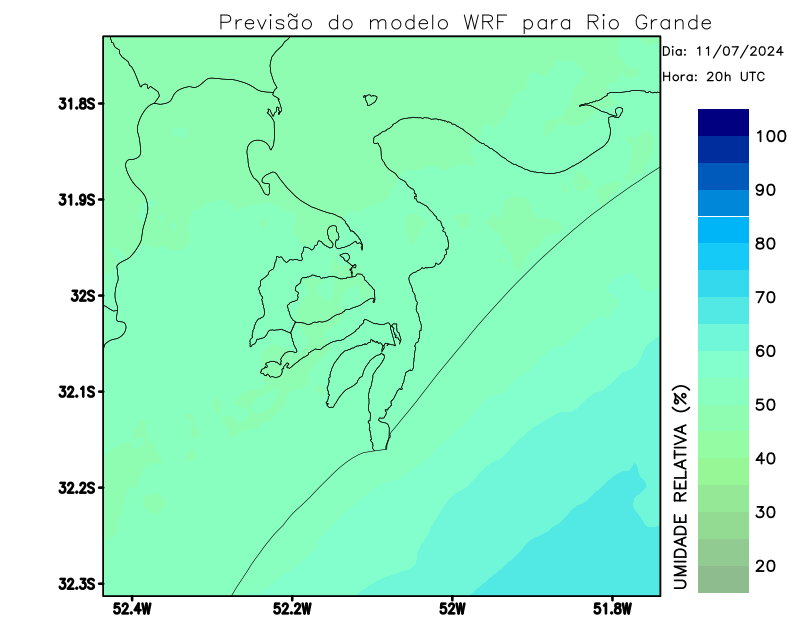 Previsão do modelo WRF para Rio Grande
Dia: 11/07/2024
Hora: 20h UTC
31.8S
31.9S
32S
32.1S
32.2S
32.3S
52.4W
52.2W
52W
51.8W
100
90
80
70
60
50
40
30
20
UMIDADE RELATIVA (%)